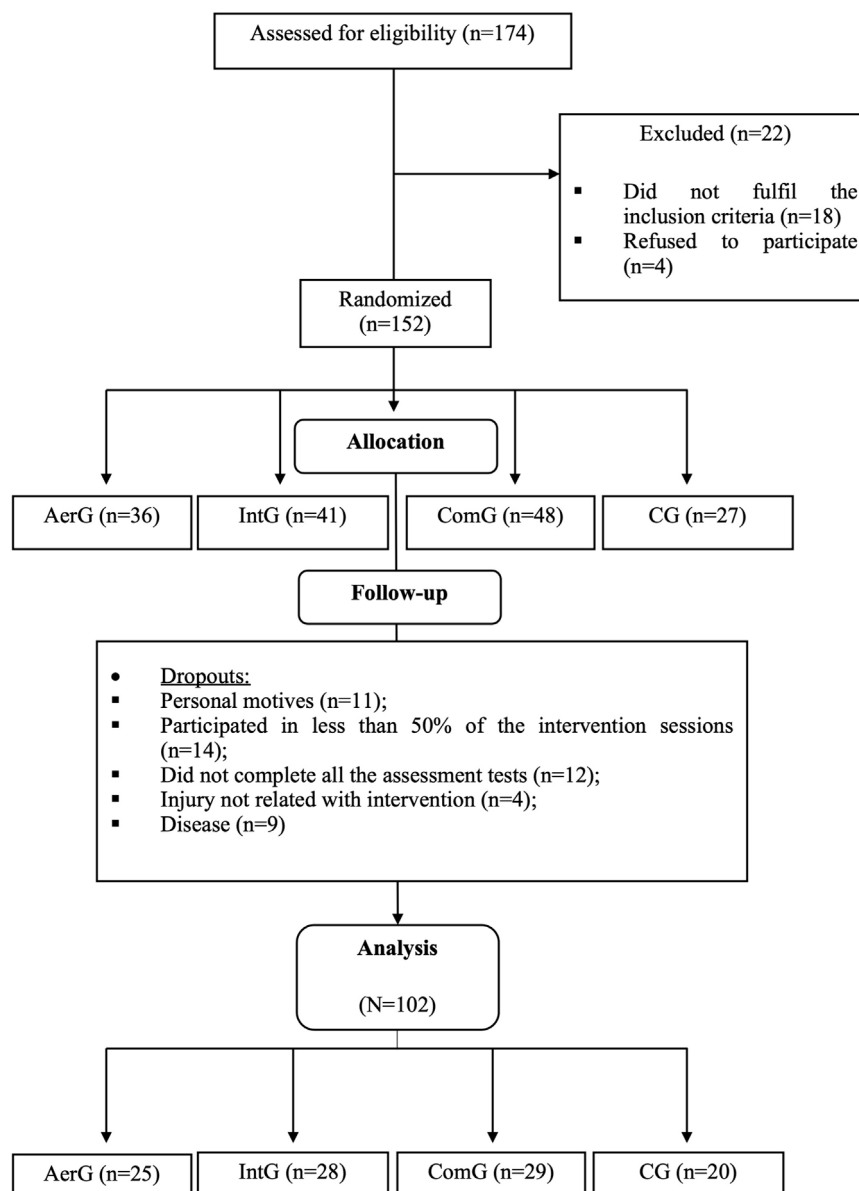 Assessed for eligibility (n=174)
Excluded (n=22)
▪ Did not fulfil the
inclusion criteria (n=18)
▪ Refused to participate
(n=4)
Randomized
(n=152)
Allocation
AerG (n=36)
IntG (n=41)
ComG (n=48)
CG (n=27)
Follow-up
● Dropouts:
▪ Personal motives (n=11);
▪ Participated in less than 50% of the intervention sessions
(n=14);
▪ Did not complete all the assessment tests (n=12);
▪ Injury not related with intervention (n=4);
▪ Disease (n=9)
Analysis
(N=102)
AerG (n=25)
IntG (n=28)
ComG (n=29)
CG (n=20)